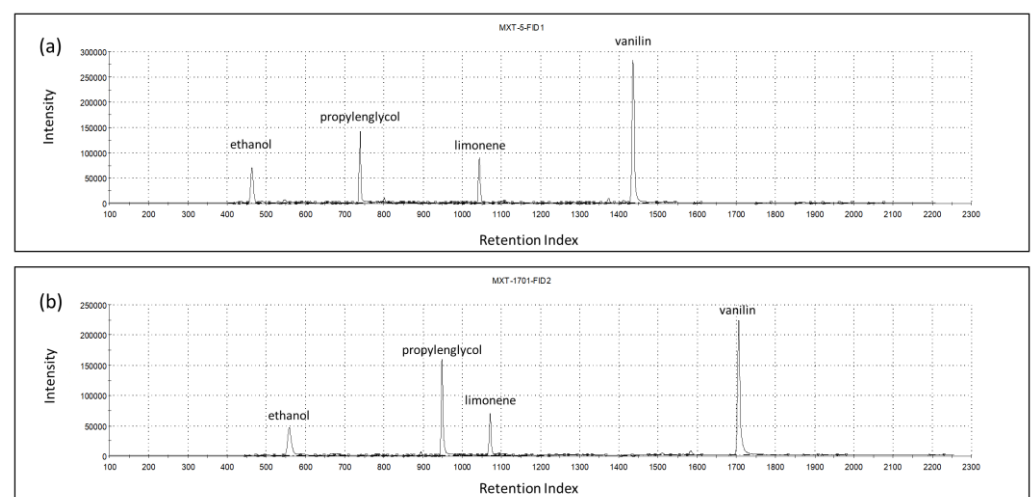 (a)
MXT-5-FID1
Intensity
300000
250000
200000
150000
100000
50000
0
ethanol
propylenglycol
limonene
vanilin
100 200 300 400 500 600 700 800 900 1000 1100 1200 1300 1400 1500 1600 1700 1800 1900 2000 2100 2200 2300
Retention Index
(b)
MXT-1701-FID2
Intensity
250000
200000
150000
100000
50000
0
ethanol
propylenglycol
limonene
vanilin
100 200 300 400 500 600 700 800 900 1000 1100 1200 1300 1400 1500 1600 1700 1800 1900 2000 2100 2200 2300
Retention Index